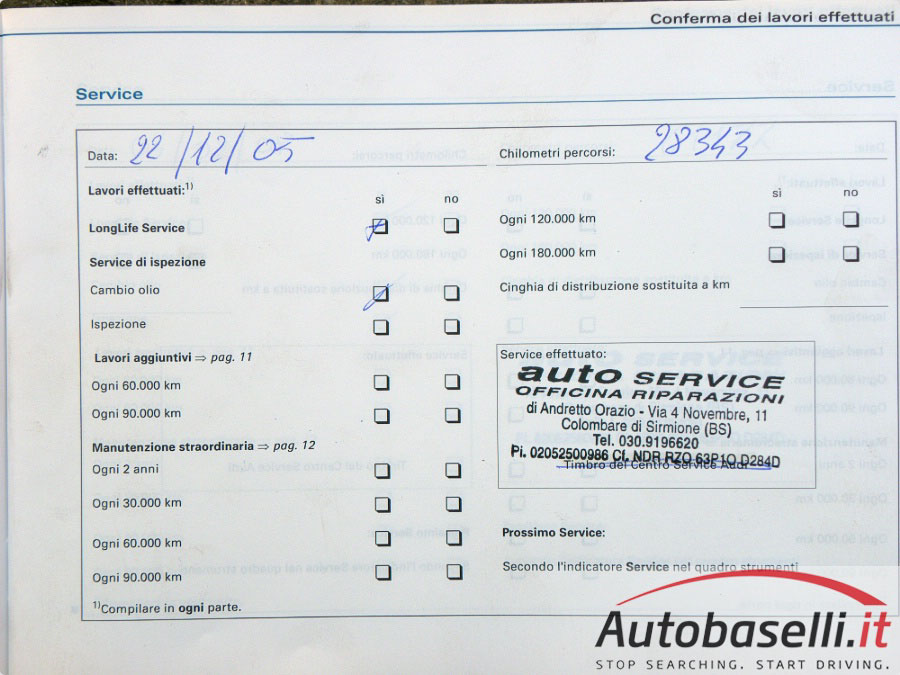 Conferma dei lavori effettuati
Service
Data: 22/12/05
Chilometri percorsi: 28343
Lavori effettuati:1)
sì no
LongLife Service
Service di ispezione
Cambio olio
Ispezione
Lavori aggiuntivi ⇒ pag. 11
Ogni 60.000 km
Ogni 90.000 km
Manutenzione straordinaria ⇒ pag. 12
Ogni 2 anni
Ogni 30.000 km
Ogni 60.000 km
Ogni 90.000 km
1)Compilare in ogni parte.
sì no
Ogni 120.000 km
Ogni 180.000 km
Cinghia di distribuzione sostituita a km
Service effettuato:
auto SERVICE
OFFICINA RIPARAZIONI
di Andretto Orazio - Via 4 Novembre, 11
Colombare di Sirmione (BS)
Tel. 030.9196620
Pi. 02052500986 Cf. NDR RZO 63P1O D284D
Timbro del Centro Service Audi
Prossimo Service:
Secondo l'indicatore Service nel quadro strumenti
Autobaselli.it
STOP SEARCHING. START DRIVING.